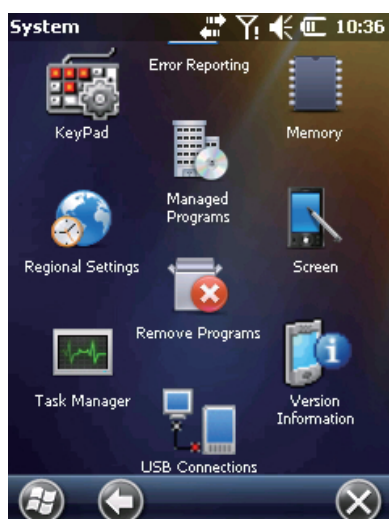 System
10:36
Error Reporting
KeyPad
Memory
Managed
Programs
Regional Settings
Screen
Remove Programs
Task Manager
Version
Information
USB Connections